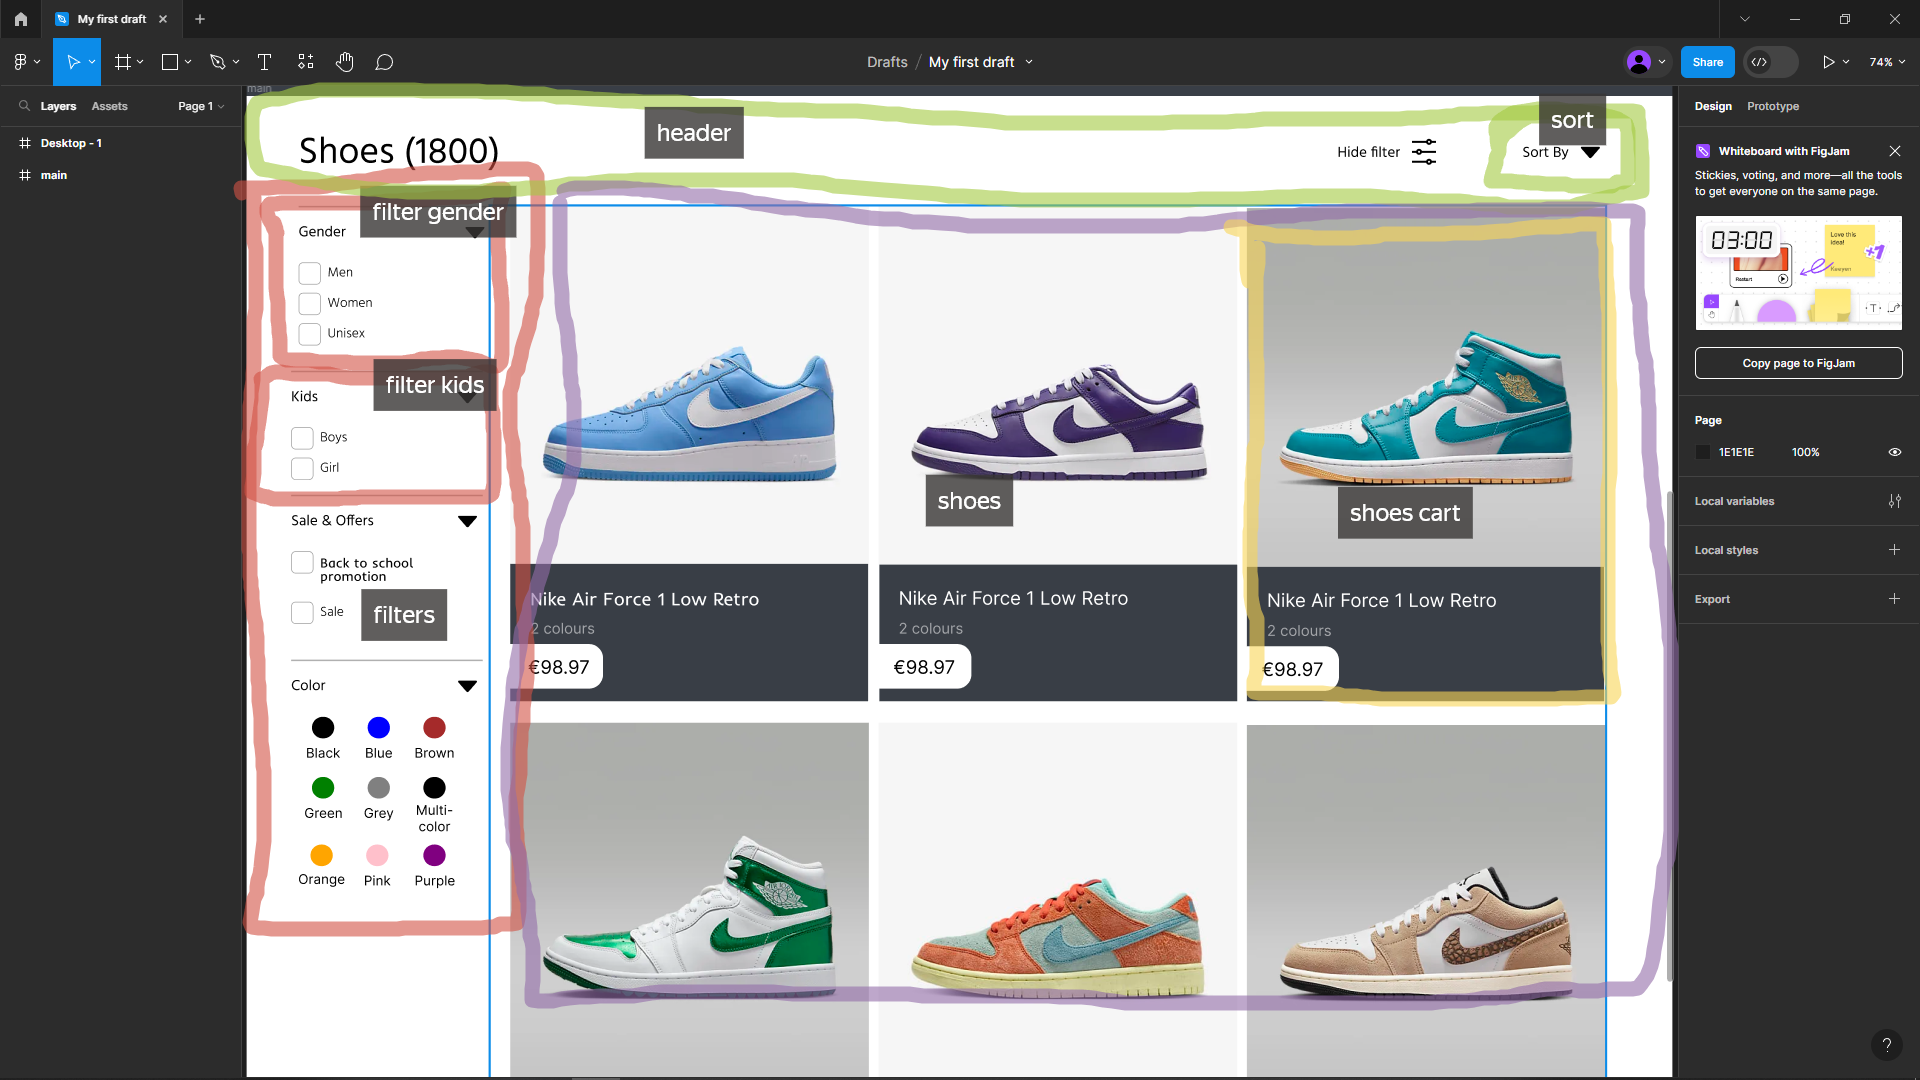 My first draft
Drafts / My first draft
Share
74%
Layers
Assets
Page 1
Desktop - 1
main
main
Shoes (1800)
header
Hide filter
sort
Sort By
filter gender
Gender
Men
Women
Unisex
filter kids
Kids
Boys
Girl
Sale & Offers
Back to school
promotion
Sale
filters
Color
Black
Blue
Brown
Green
Grey
Multi-
color
Orange
Pink
Purple
shoes
shoes cart
Nike Air Force 1 Low Retro
2 colours
€98.97
Nike Air Force 1 Low Retro
2 colours
€98.97
Nike Air Force 1 Low Retro
2 colours
€98.97
Design
Prototype
Whiteboard with FigJam
Stickies, voting, and more—all the tools
to get everyone on the same page.
03:00
Restart
Love this
idea!
+1
Copy page to FigJam
Page
1E1E1E
100%
Local variables
Local styles
Export
?